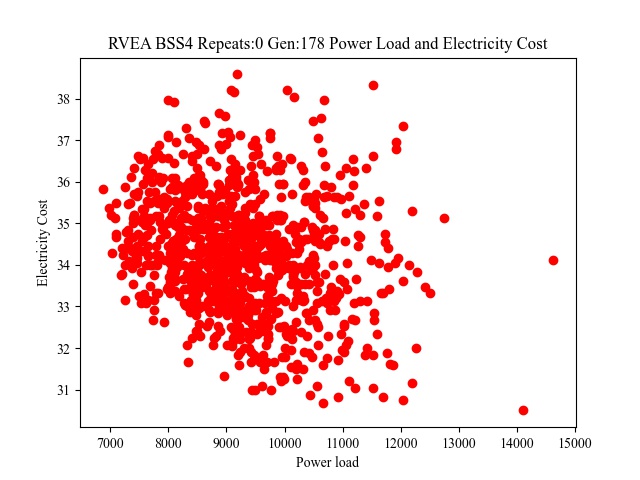 RVEA BSS4 Repeats:0 Gen:178 Power Load and Electricity Cost
38
37
36
35
34
33
32
31
Electricity Cost
7000 8000 9000 10000 11000 12000 13000 14000 15000
Power load